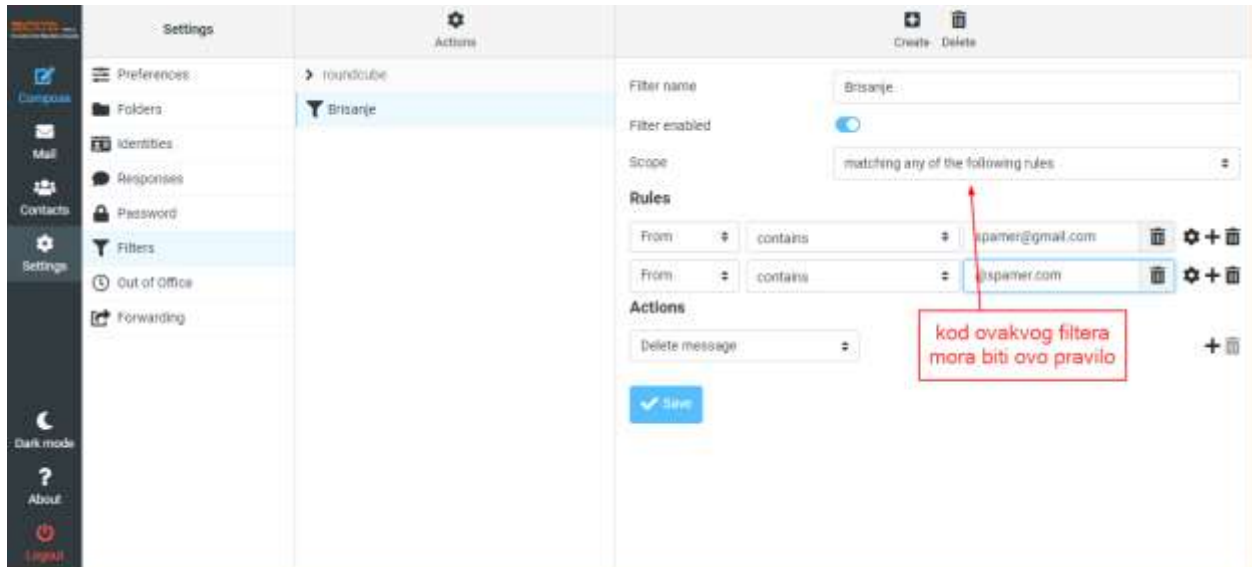 Settings
Actions
Create Delete
Compose
Mail
Contacts
Settings
Dark mode
About
Logout
Preferences
Folders
Identities
Responses
Password
Filters
Out of Office
Forwarding
roundcube
Brisanje
Filter name Brisanje
Filter enabled
Scope matching any of the following rules
Rules
From contains spamer@gmail.com
From contains @spamer.com
Actions
Delete message
kod ovakvog filtera
mora biti ovo pravilo
Save